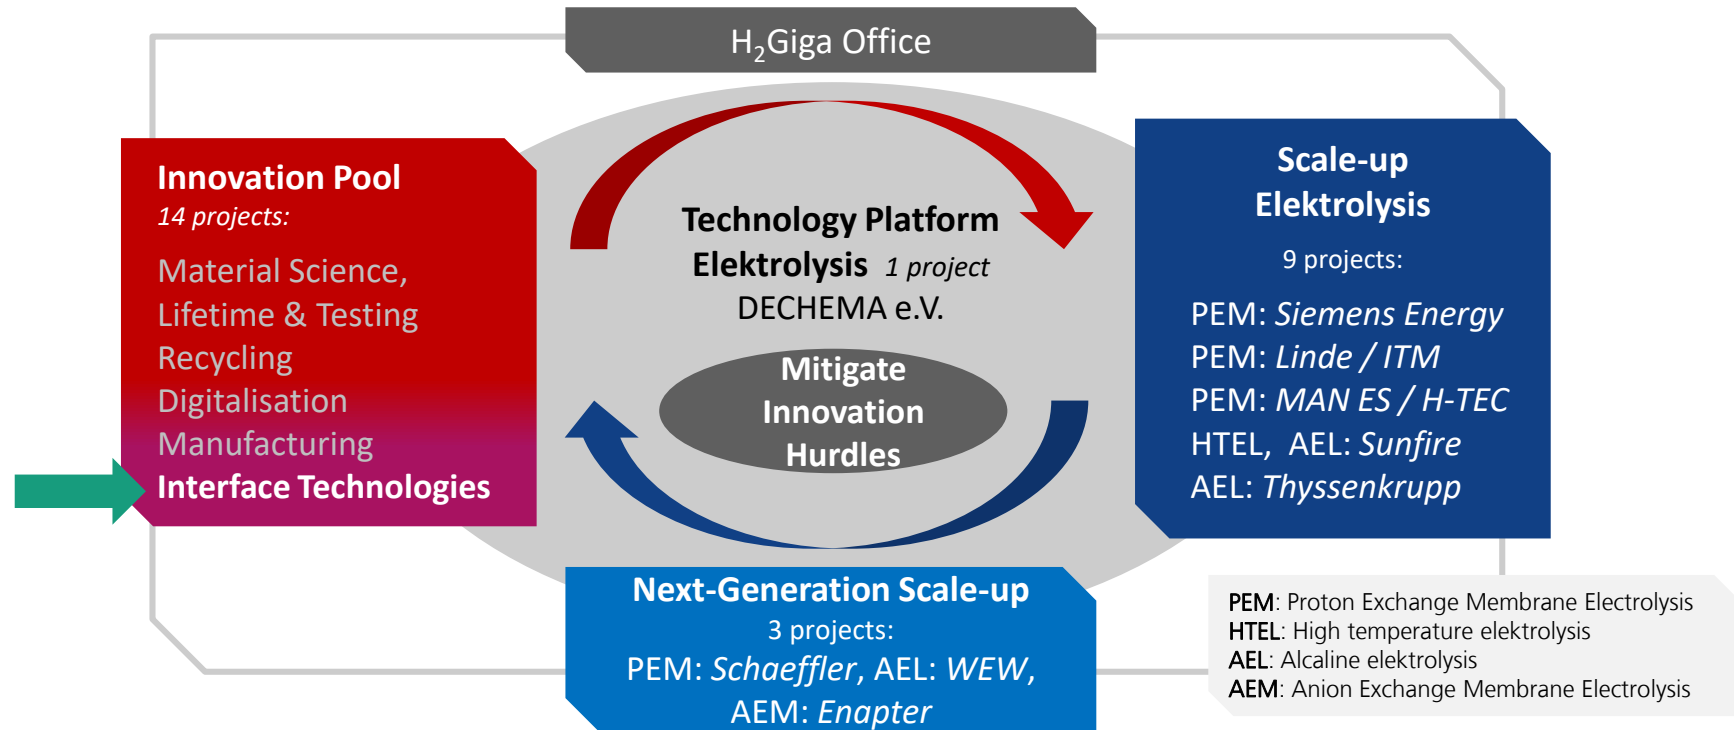 H₂Giga Office
Innovation Pool
14 projects:
Material Science,
Lifetime & Testing
Recycling
Digitalisation
Manufacturing
Interface Technologies
Technology Platform
Elektrolysis 1 project
DECHEMA e.V.
Mitigate
Innovation
Hurdles
Scale-up
Elektrolysis
9 projects:
PEM: Siemens Energy
PEM: Linde / ITM
PEM: MAN ES / H-TEC
HTEL, AEL: Sunfire
AEL: Thyssenkrupp
Next-Generation Scale-up
3 projects:
PEM: Schaeffler, AEL: WEW,
AEM: Enapter
PEM: Proton Exchange Membrane Electrolysis
HTEL: High temperature elektrolysis
AEL: Alcaline elektrolysis
AEM: Anion Exchange Membrane Electrolysis